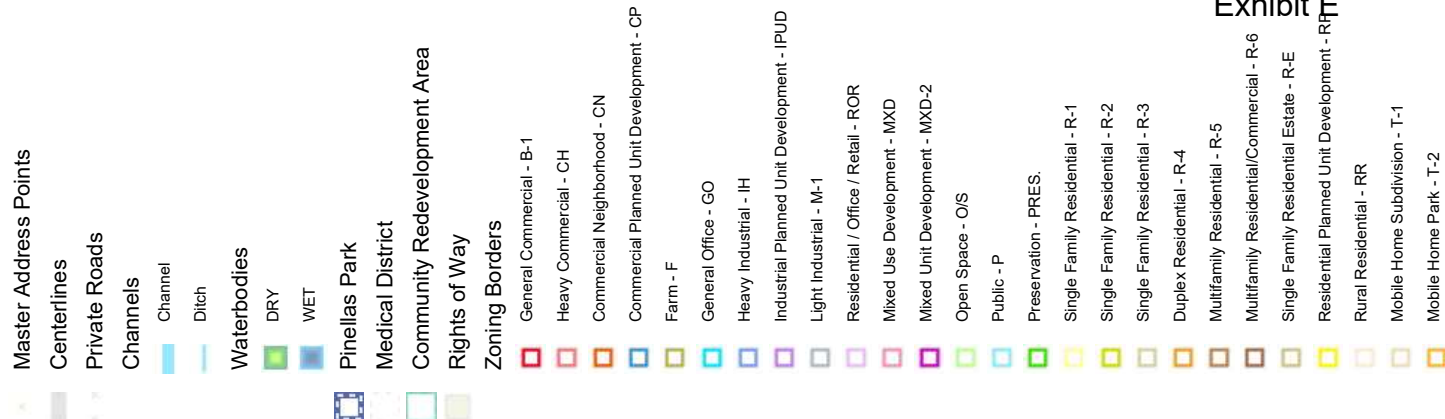 Exhibit E
Master Address Points
Centerlines
Private Roads
Channels
Channel
Ditch
Waterbodies
DRY
WET
Pinellas Park
Medical District
Community Redevelopment Area
Rights of Way
Zoning Borders
General Commercial - B-1
Heavy Commercial - CH
Commercial Neighborhood - CN
Commercial Planned Unit Development - CP
Farm - F
General Office - GO
Heavy Industrial - IH
Industrial Planned Unit Development - IPUD
Light Industrial - M-1
Residential / Office / Retail - ROR
Mixed Use Development - MXD
Mixed Unit Development - MXD-2
Open Space - O/S
Public - P
Preservation - PRES.
Single Family Residential - R-1
Single Family Residential - R-2
Single Family Residential - R-3
Duplex Residential - R-4
Multifamily Residential - R-5
Multifamily Residential/Commercial - R-6
Single Family Residential Estate - R-E
Residential Planned Unit Development - RP
Rural Residential - RR
Mobile Home Subdivision - T-1
Mobile Home Park - T-2